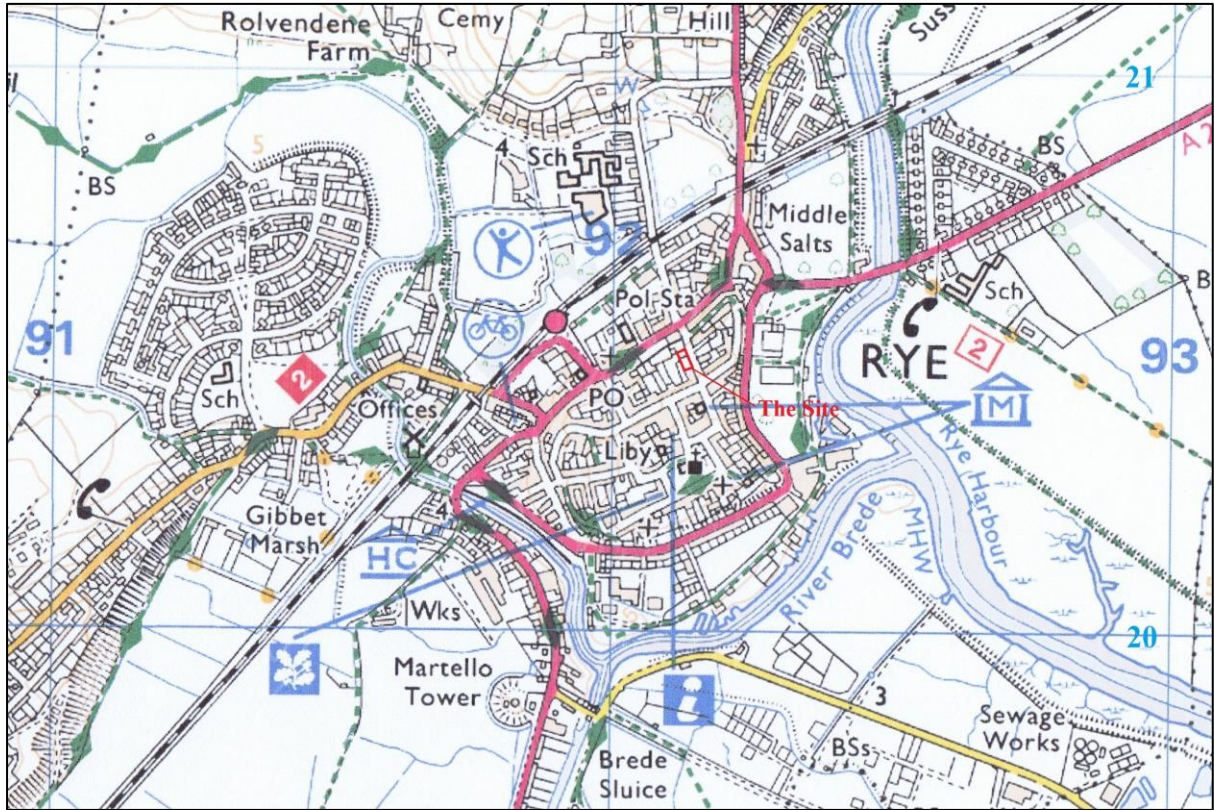 Rolvendene
Farm
Cemy
Hill
Suss
21
W
4
Sch
5
BS
BS
A2
92
Middle
Salts
Pol Sta
Sch
91
2
RYE
2
93
Sch
Offices
PO
The Site
M
Liby
Gibbet
Marsh
4
HC
Rye Harbour
MHW
River Brede
Wks
20
Martello
Tower
3
Sewage
Works
BSs
Brede
Sluice